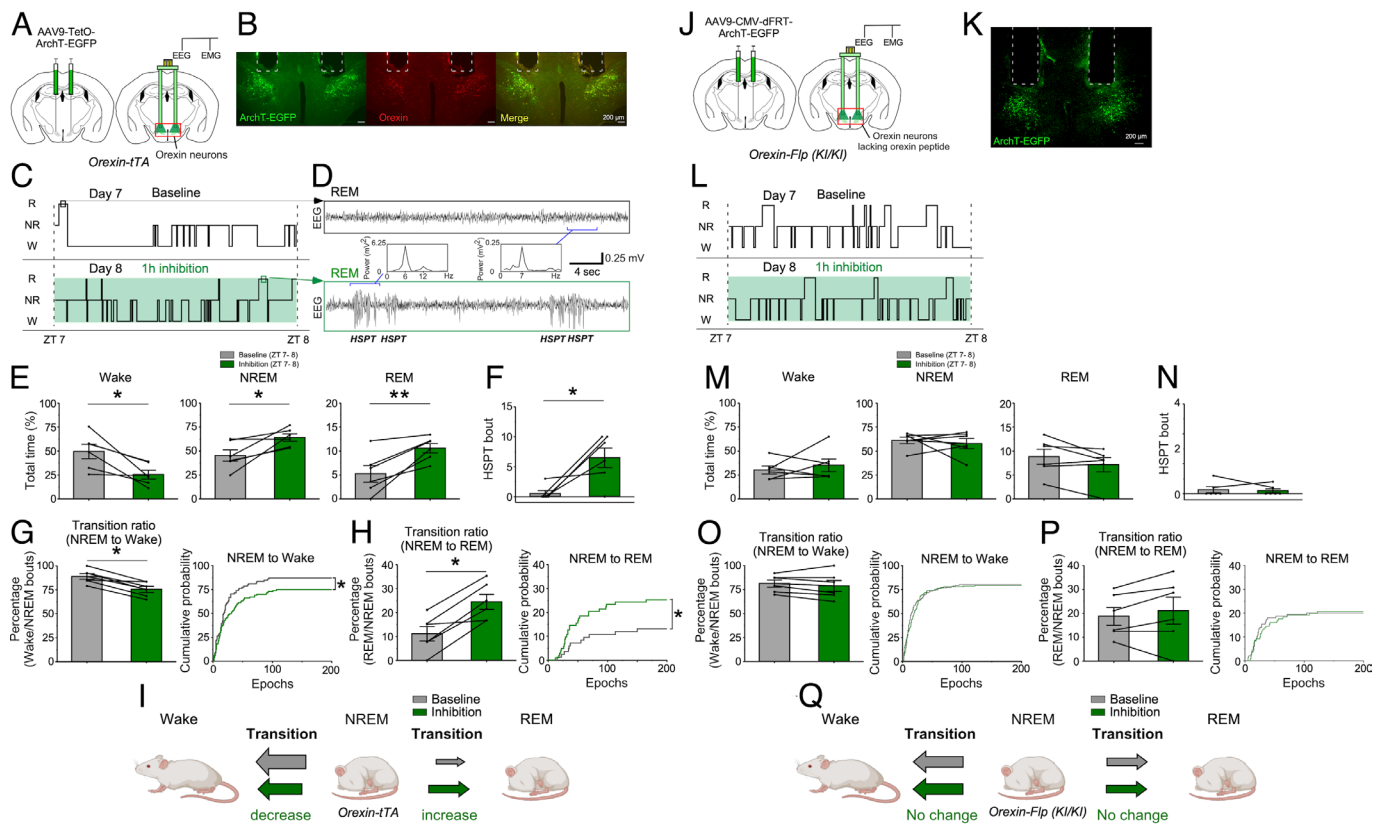 A
AAV9-TetO-
ArchT-EGFP
EEG
EMG
Orexin neurons
Orexin-tTA
B
ArchT-EGFP
Orexin
Merge
200 µm
C
Day 7
Baseline
R
NR
W
Day 8
1h inhibition
R
NR
W
ZT 7
ZT 8
D
REM
EEG
Power (mV²)
6.25
0
0 6 12 Hz
Power (mV²)
0.25
0
0 7 Hz
0.25 mV
4 sec
REM
EEG
HSPT HSPT
HSPT HSPT
Baseline (ZT 7- 8)
Inhibition (ZT 7- 8)
E
Wake
*
NREM
*
REM
**
Total time (%)
100
75
50
25
0
100
75
50
25
0
20
15
10
5
0
F
*
HSPT bout
15
10
5
0
G
Transition ratio
(NREM to Wake)
*
Percentage
(Wake/NREM bouts)
100
75
50
25
0
NREM to Wake
Cumulative probability
100
75
50
25
0
*
0 100 200
Epochs
H
Transition ratio
(NREM to REM)
*
Percentage
(REM/NREM bouts)
40
30
20
10
0
NREM to REM
Cumulative probability
40
30
20
10
0
*
0 100 200
Epochs
I
Baseline
Inhibition
Wake
NREM
REM
Transition
Transition
decrease
Orexin-tTA
increase
J
AAV9-CMV-dFRT-
ArchT-EGFP
EEG
EMG
Orexin neurons
lacking orexin peptide
Orexin-Flp (KI/KI)
K
ArchT-EGFP
200 µm
L
Day 7
Baseline
R
NR
W
Day 8
1h inhibition
R
NR
W
ZT 7
ZT 8
Baseline (ZT 7- 8)
Inhibition (ZT 7- 8)
M
Wake
NREM
REM
Total time (%)
100
75
50
25
0
100
75
50
25
0
20
15
10
5
0
N
HSPT bout
4
2
0
O
Transition ratio
(NREM to Wake)
Percentage
(Wake/NREM bouts)
100
75
50
25
0
NREM to Wake
Cumulative probability
100
75
50
25
0
0 100 200
Epochs
P
Transition ratio
(NREM to REM)
Percentage
(REM/NREM bouts)
40
30
20
10
0
NREM to REM
Cumulative probability
40
30
20
10
0
0 100 200
Epochs
Q
Baseline
Inhibition
Wake
NREM
REM
Transition
Transition
No change
Orexin-Flp (KI/KI)
No change